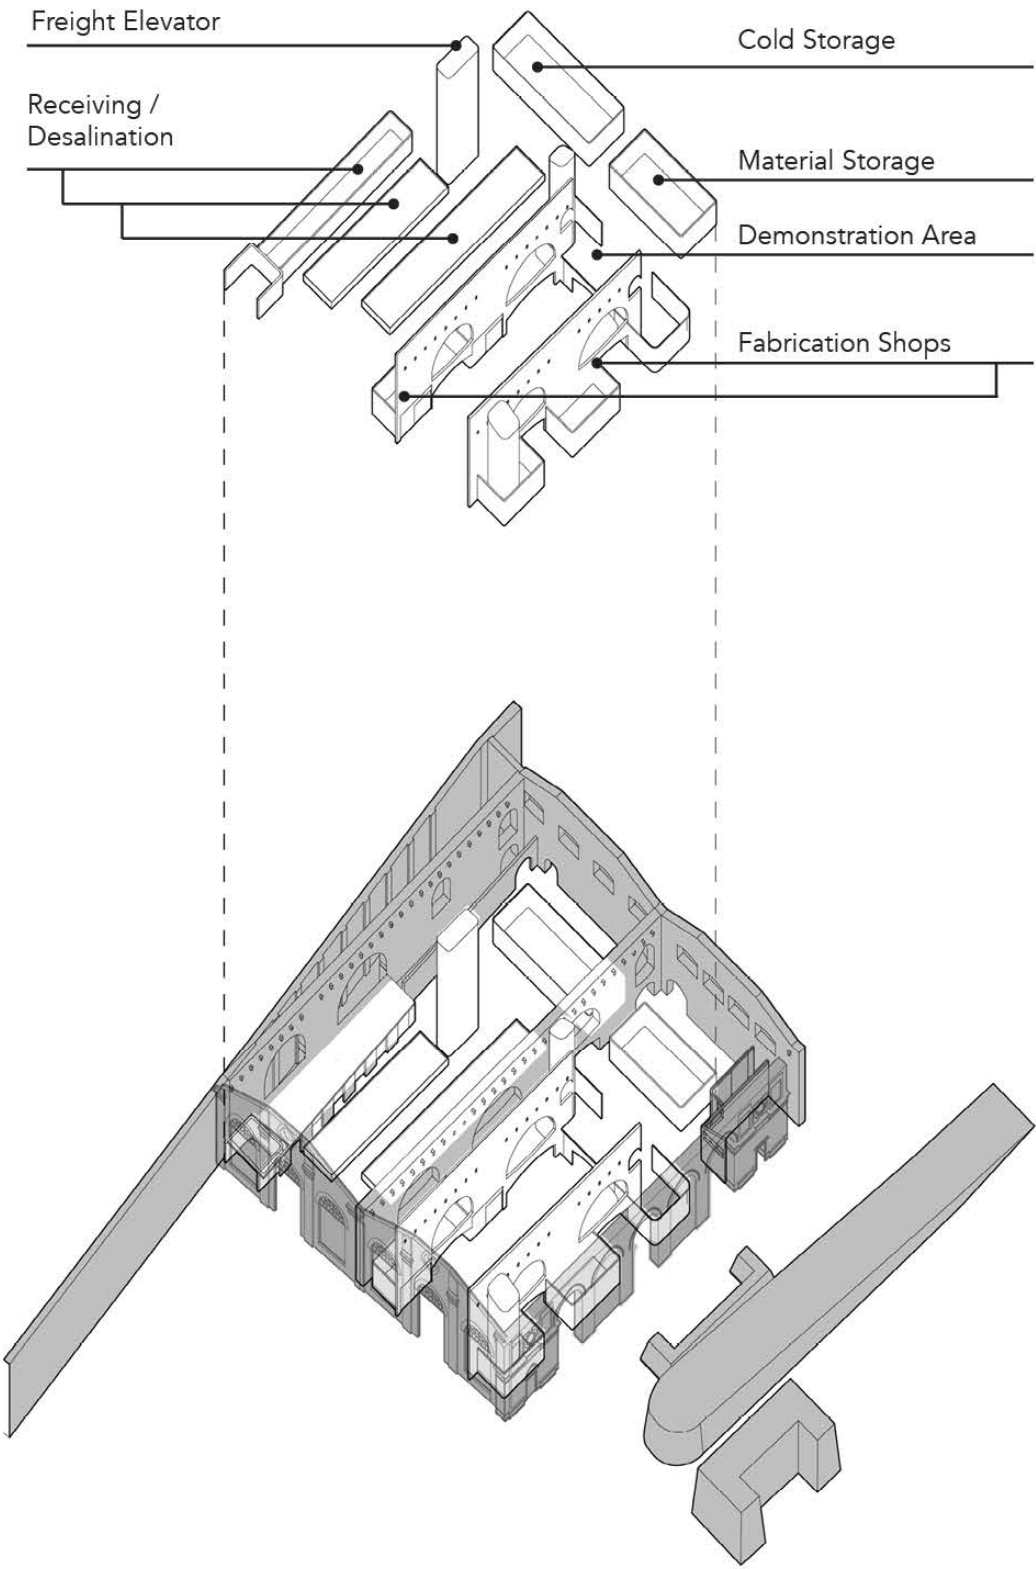 Freight Elevator
Cold Storage
Receiving /
Desalination
Material Storage
Demonstration Area
Fabrication Shops